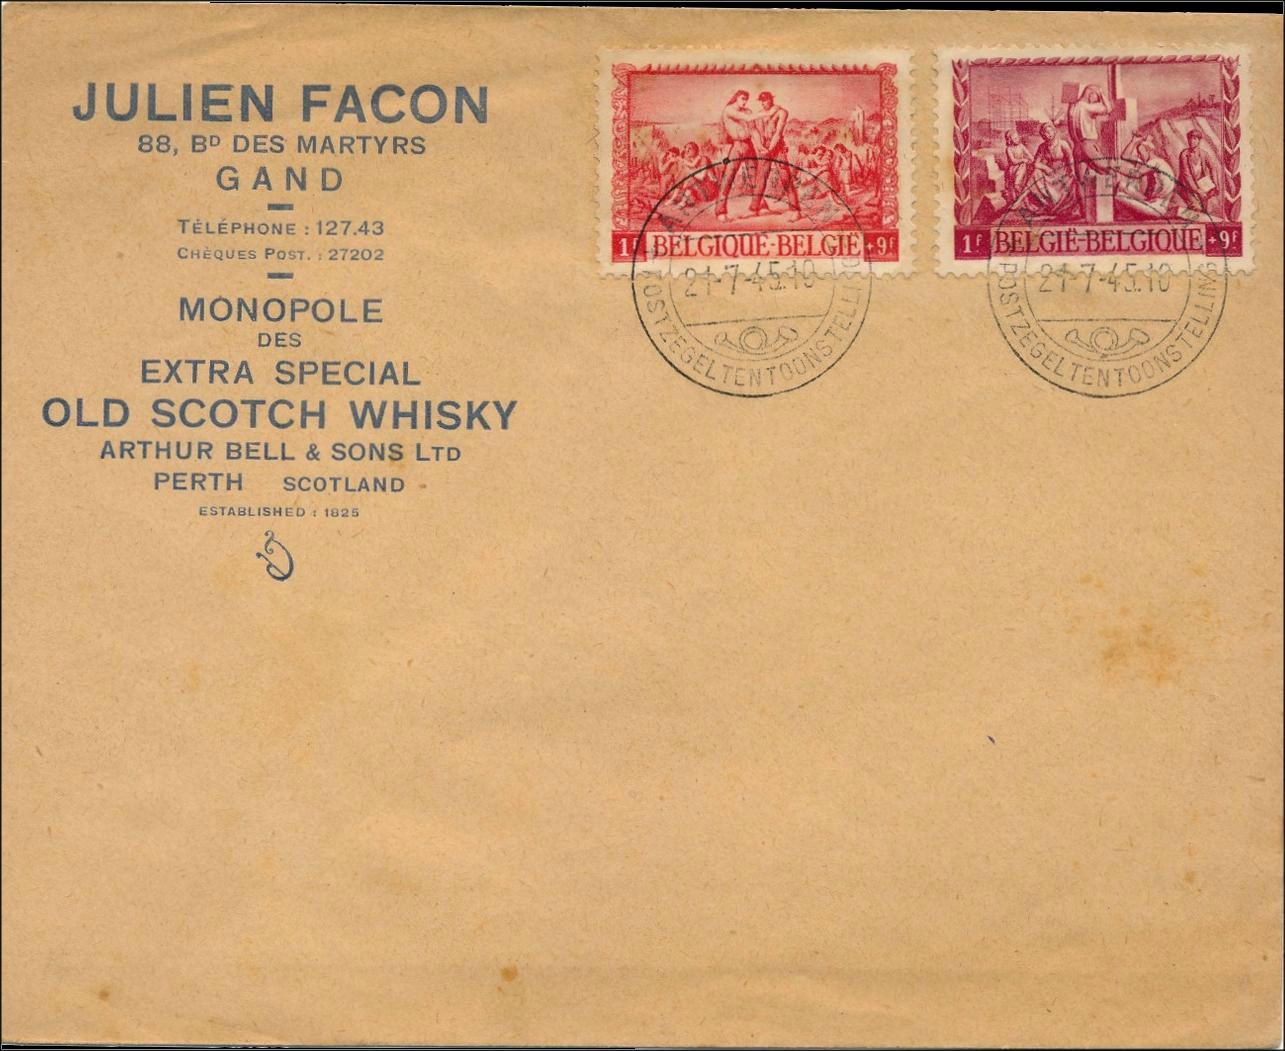 JULIEN FACON
88, BD DES MARTYRS
GAND
TÉLÉPHONE : 127.43
CHÈQUES POST. : 27202
MONOPOLE
DES
EXTRA SPECIAL
OLD SCOTCH WHISKY
ARTHUR BELL & SONS LTD
PERTH SCOTLAND
ESTABLISHED : 1825
1F BELGIQUE-BELGIË +9F
ANTWERPEN
21-7-45.10
POSTZEGELTENTOONSTELLING
1F BELGIË-BELGIQUE +9F
ANTWERPEN
21-7-45.10
POSTZEGELTENTOONSTELLING